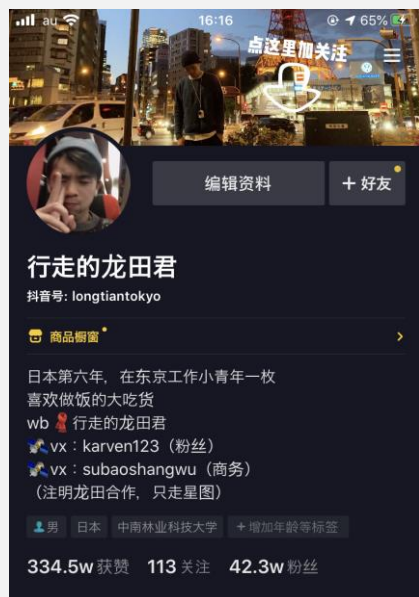 au 16:16 65%
点这里加关注
编辑资料 + 好友
行走的龙田君
抖音号: longtiantokyo
商品橱窗
日本第六年，在东京工作小青年一枚
喜欢做饭的大吃货
wb 行走的龙田君
vx：karven123（粉丝）
vx：subaoshangwu（商务）
（注明龙田合作，只走星图）
男 日本 中南林业科技大学 +增加年龄等标签
334.5w 获赞 113 关注 42.3w 粉丝